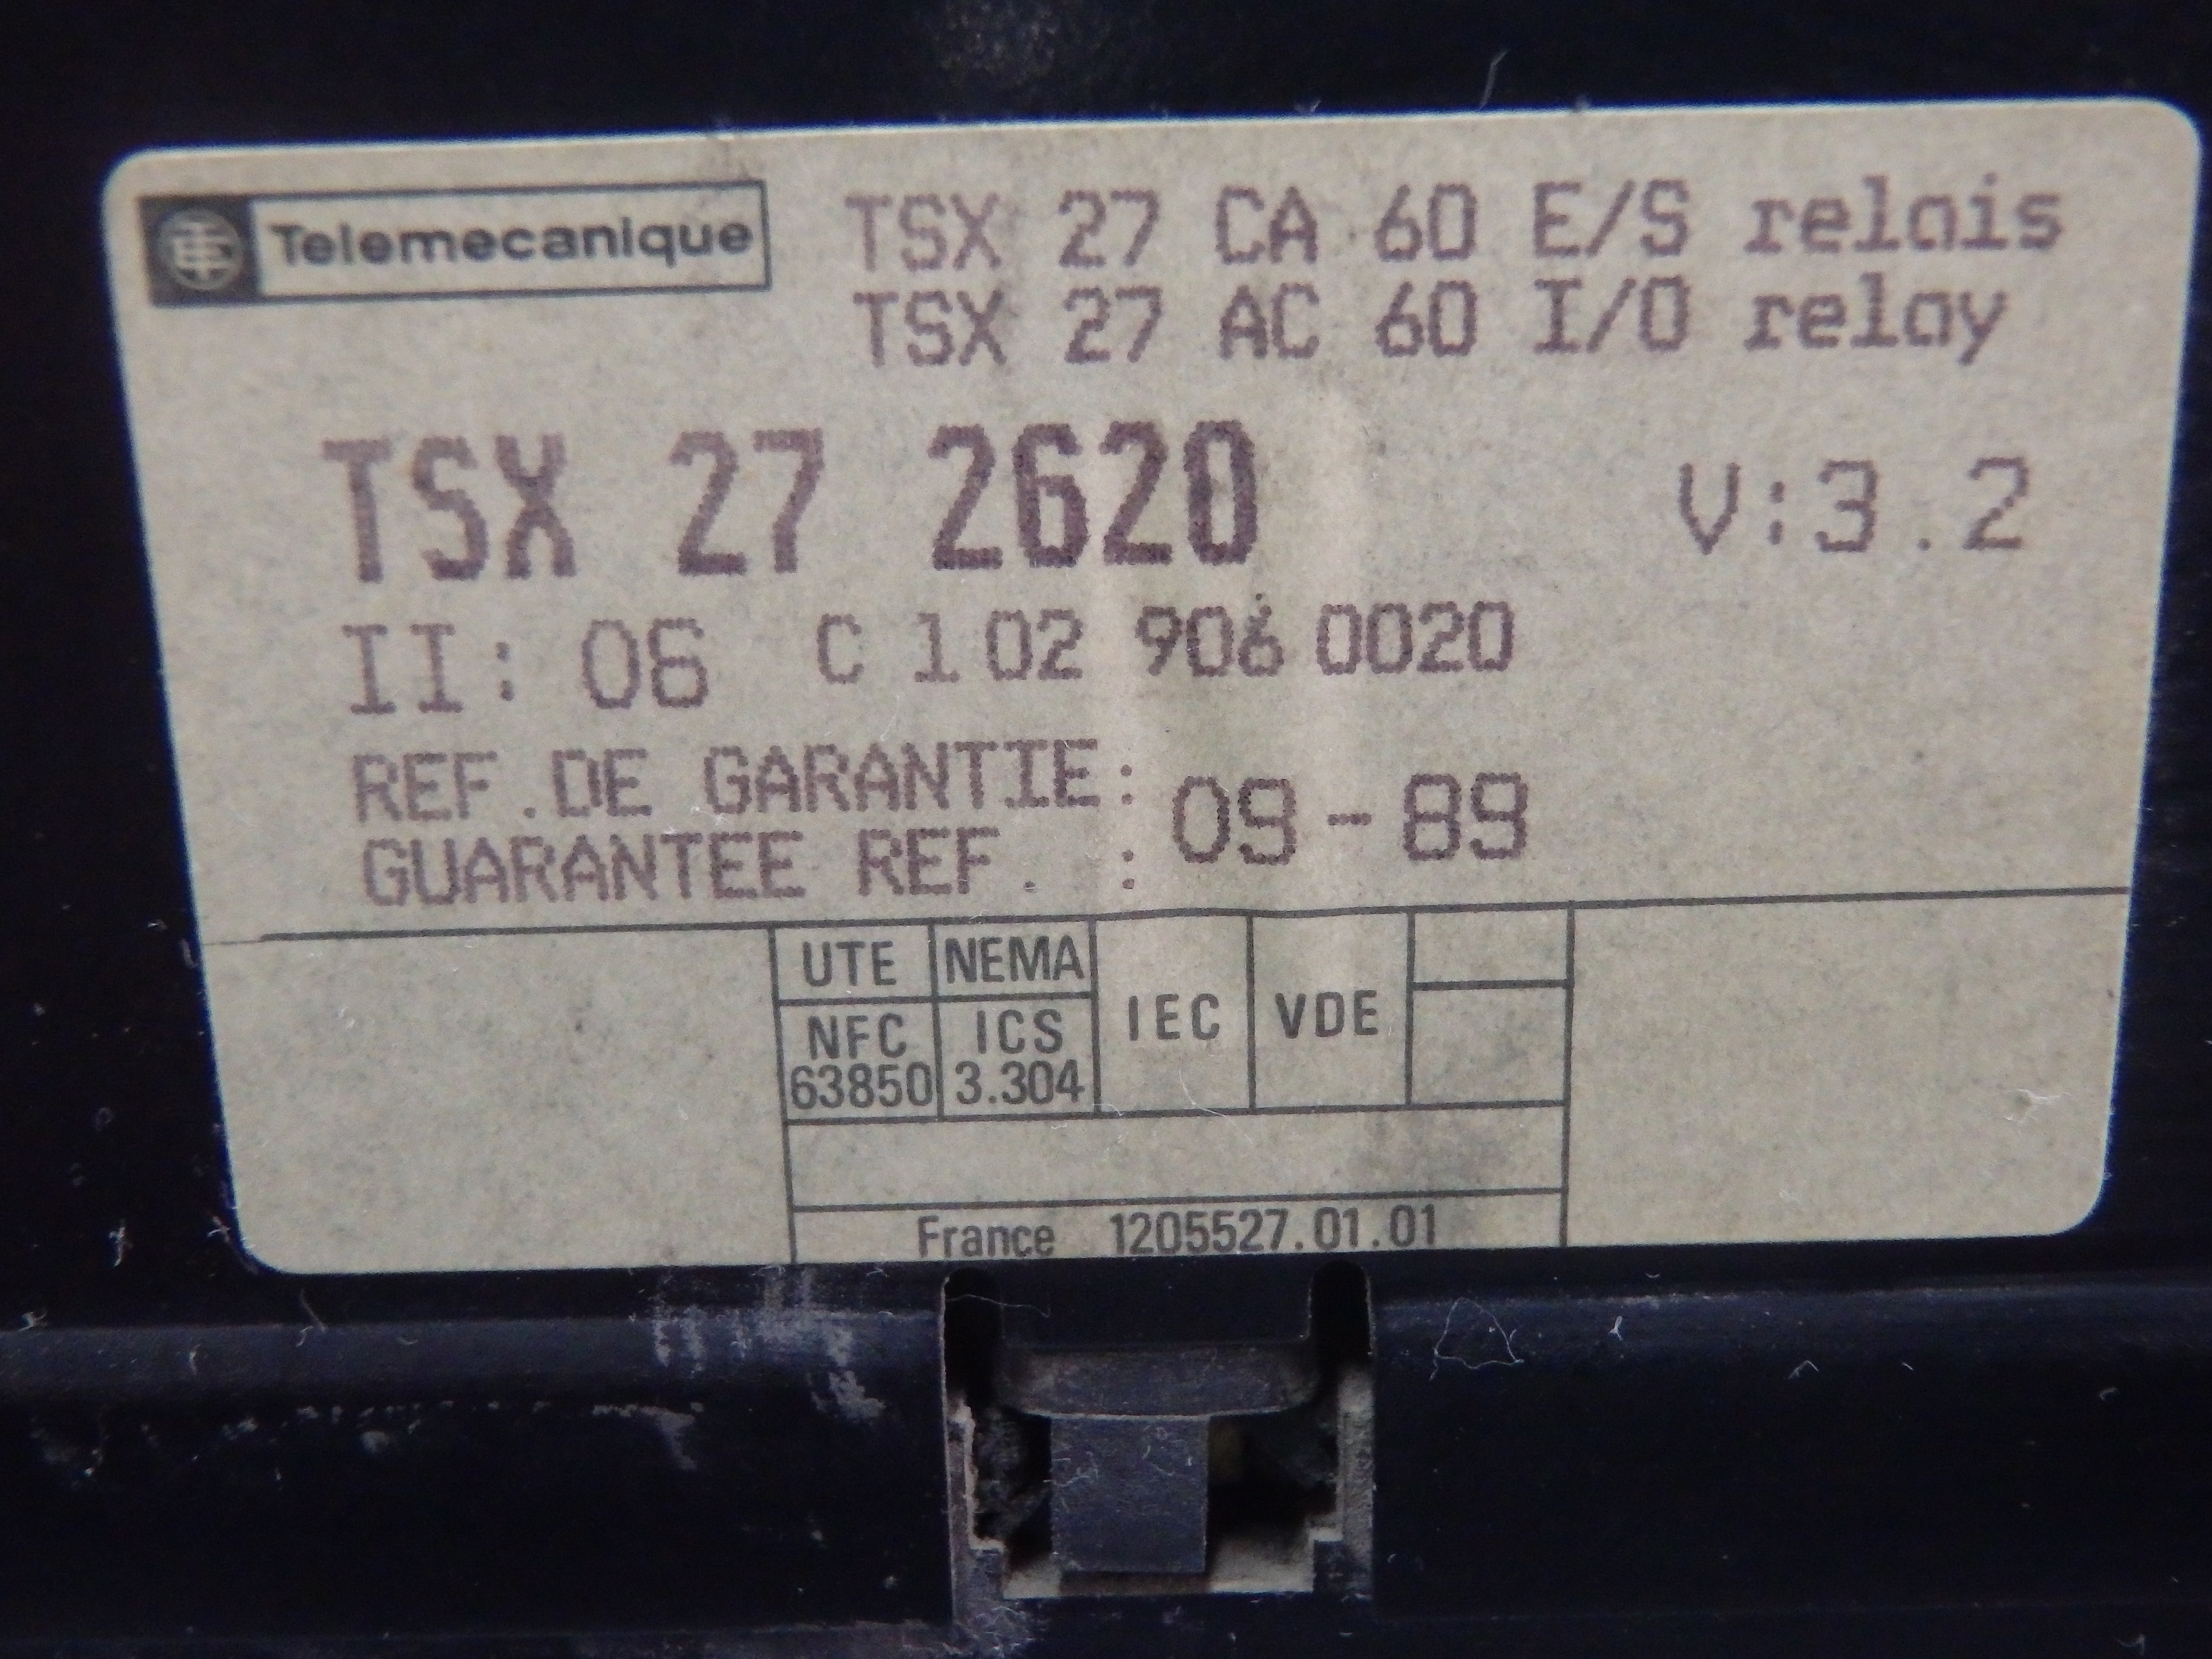 Telemecanique
TSX 27 CA 60 E/S relais
TSX 27 AC 60 I/O relay
TSX 27 2620 V:3.2
II: 06 C 1 02 906 0020
REF.DE GARANTIE:
GUARANTEE REF. : 09-89
UTE NEMA
NFC ICS
IEC VDE
63850 3.304
France 1205527.01.01